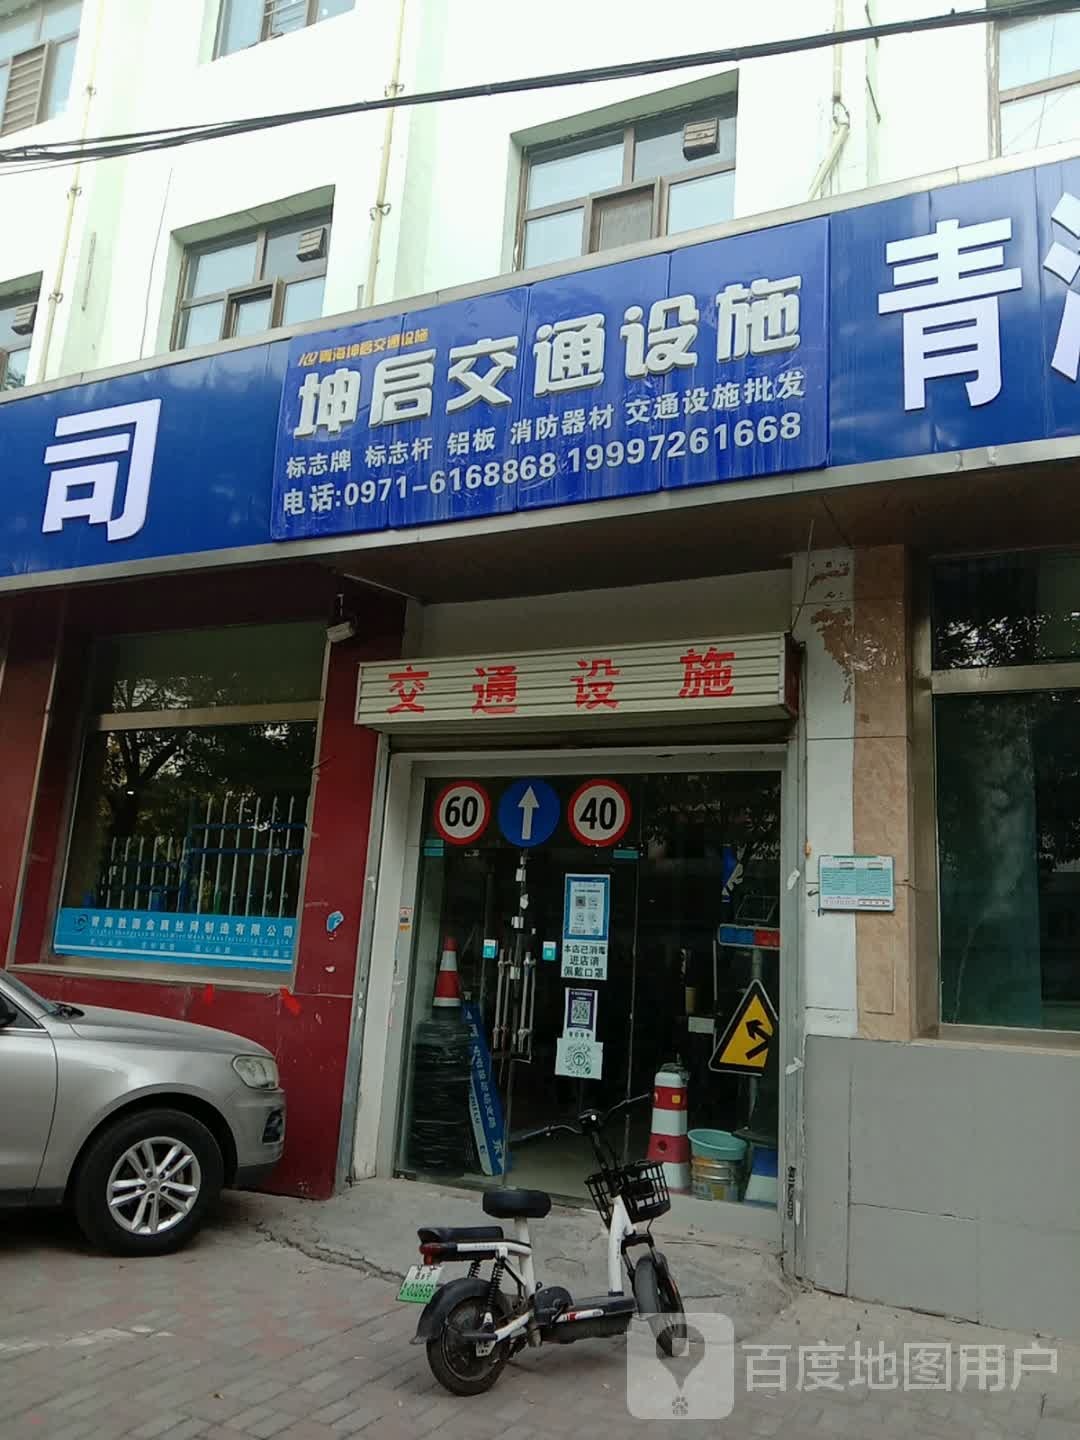 司
青海坤启交通设施
坤启交通设施
标志牌 标志杆 铝板 消防器材 交通设施批发
电话:0971-6168868 19997261668
青
交通设施
60
40
本店已消毒
进店请
佩戴口罩
青海胜源金属丝网制造有限公司
百度地图用户